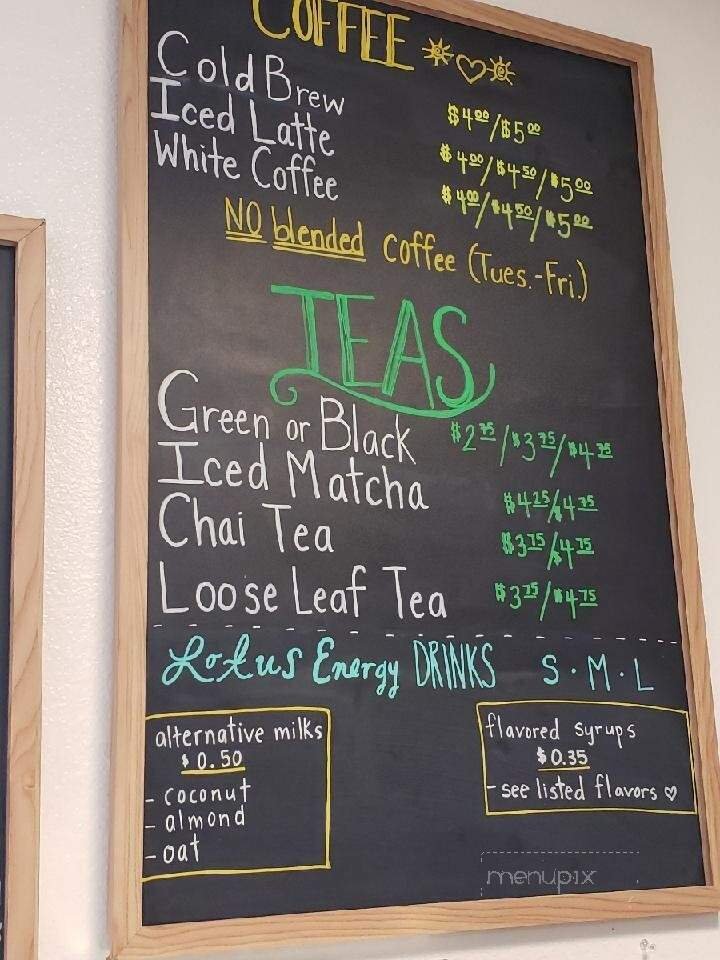 COFFEE
Cold Brew $4.00/$5.00
Iced Latte $4.00/$4.50/$5.00
White Coffee $4.00/$4.50/$5.00
NO blended coffee (Tues.-Fri.)
TEAS
Green or Black $2.75/$3.75/$4.75
Iced Matcha $4.25/4.75
Chai Tea $3.75/4.75
Loose Leaf Tea $3.75/$4.75
Lotus Energy DRINKS S·M·L
alternative milks
$0.50
- coconut
- almond
- oat
flavored syrups
$0.35
- see listed flavors ♡
menupix